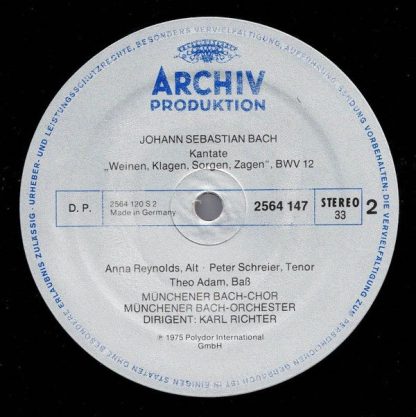 ARCHIV
PRODUKTION
JOHANN SEBASTIAN BACH
Kantate
„Weinen, Klagen, Sorgen, Zagen", BWV 12
D. P.
2564 120 S 2
Made in Germany
2564 147
STEREO
33
2
Anna Reynolds, Alt · Peter Schreier, Tenor
Theo Adam, Baß
MÜNCHENER BACH-CHOR
MÜNCHENER BACH-ORCHESTER
DIRIGENT: KARL RICHTER
℗ 1975 Polydor International
GmbH
URHEBER- UND LEISTUNGSSCHUTZRECHTE, BESONDERS VERVIELFÄLTIGUNG, AUFFÜHRUNG UND SENDUNG VORBEHALTEN: DIE VERVIELFÄLTIGUNG ZUM PERSÖNLICHEN GEBRAUCH IST IN EINIGEN STAATEN OHNE BESONDERE ERLAUBNIS ZULÄSSIG ·